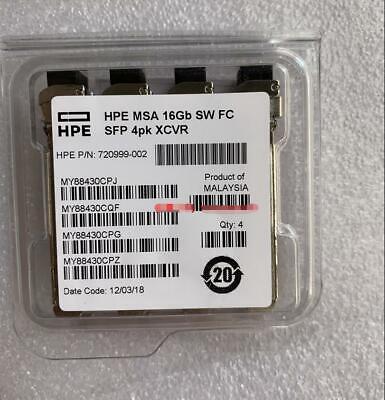 HPE
HPE MSA 16Gb SW FC
SFP 4pk XCVR
HPE P/N: 720999-002
MY88430CPJ
Product of
MALAYSIA
MY88430CQF
MY88430CPG
Qty: 4
MY88430CPZ
20
Date Code: 12/03/18